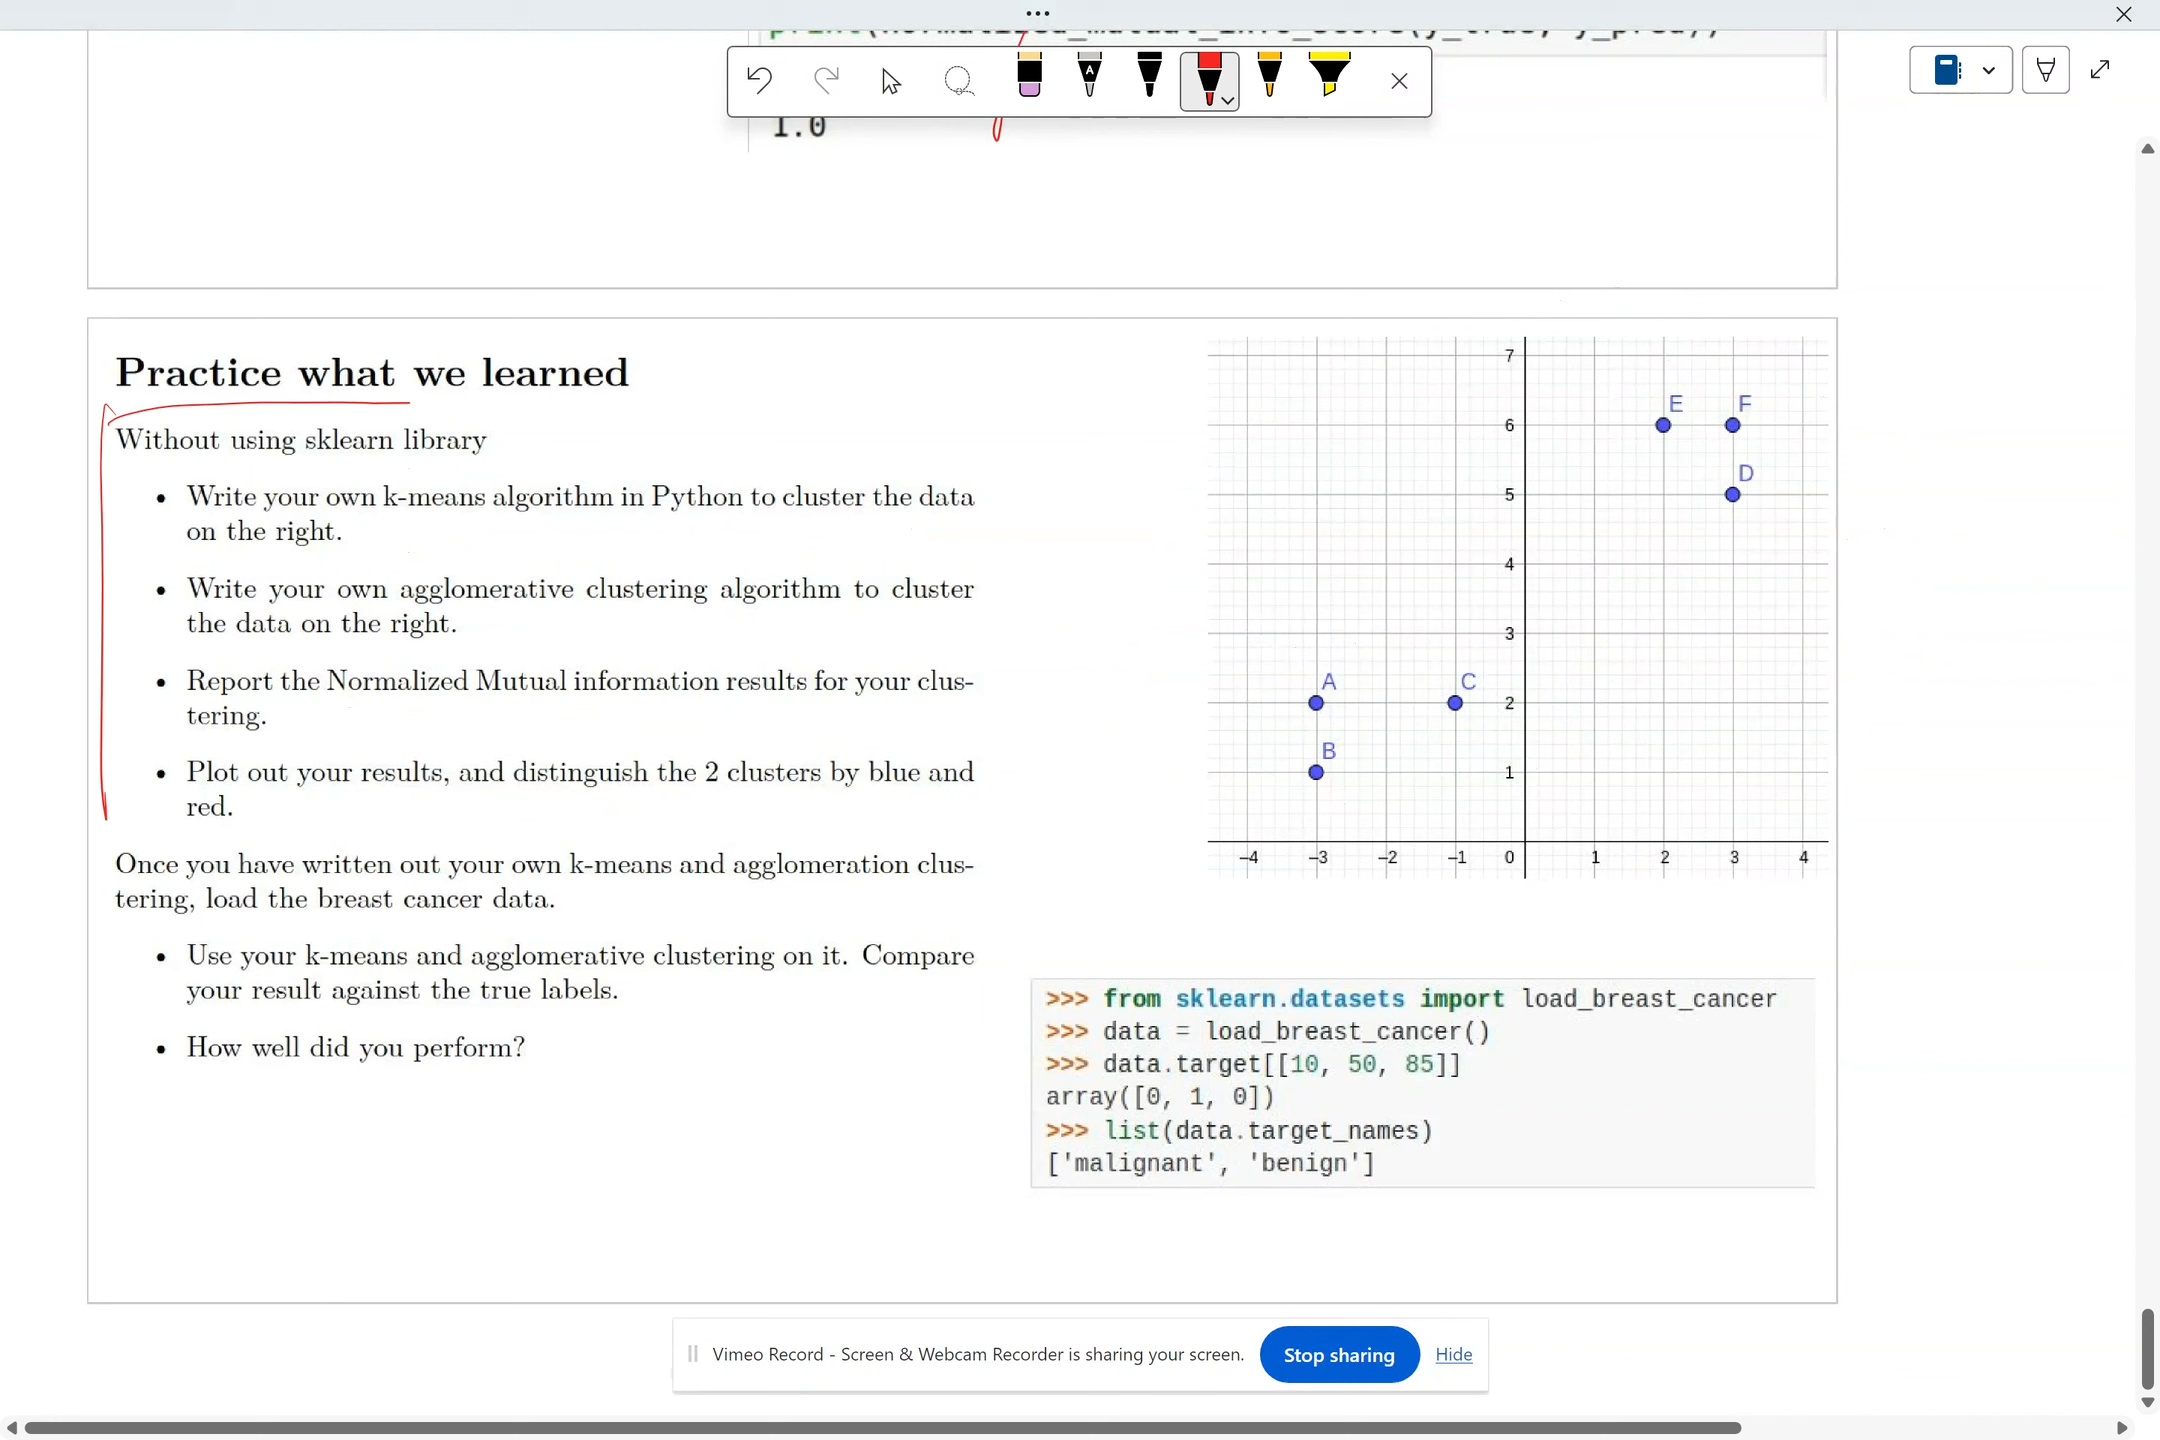 print(normalized_mutual_info_score(y_true, y_pred))
1.0
Practice what we learned
Without using sklearn library
• Write your own k-means algorithm in Python to cluster the data
on the right.
• Write your own agglomerative clustering algorithm to cluster
the data on the right.
• Report the Normalized Mutual information results for your clus-
tering.
• Plot out your results, and distinguish the 2 clusters by blue and
red.
Once you have written out your own k-means and agglomeration clus-
tering, load the breast cancer data.
• Use your k-means and agglomerative clustering on it. Compare
your result against the true labels.
• How well did you perform?
7
E F
6
D
5
4
3
A C
2
B
1
−4 −3 −2 −1 0 1 2 3 4
>>> from sklearn.datasets import load_breast_cancer
>>> data = load_breast_cancer()
>>> data.target[[10, 50, 85]]
array([0, 1, 0])
>>> list(data.target_names)
['malignant', 'benign']
Vimeo Record - Screen & Webcam Recorder is sharing your screen. Stop sharing Hide